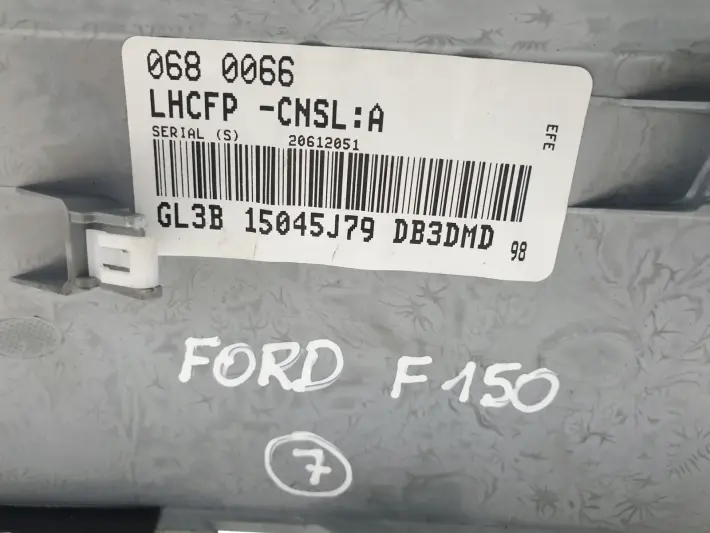 068 0066
LHCFP -CNSL:A
SERIAL (S) 20612051
EFE
GL3B 15045J79 DB3DMD 98
FORD F150
7